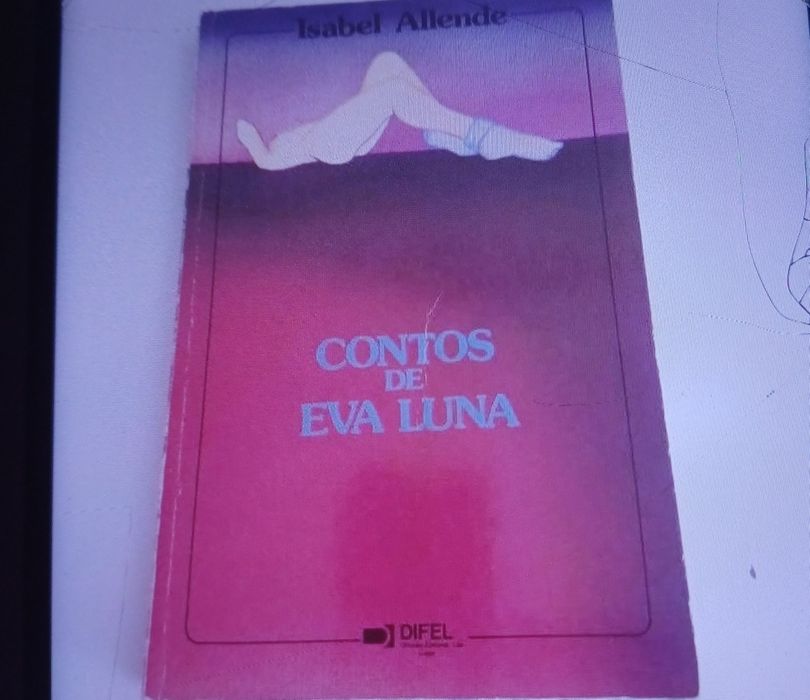 Isabel Allende
CONTOS
DE
EVA LUNA
DIFEL